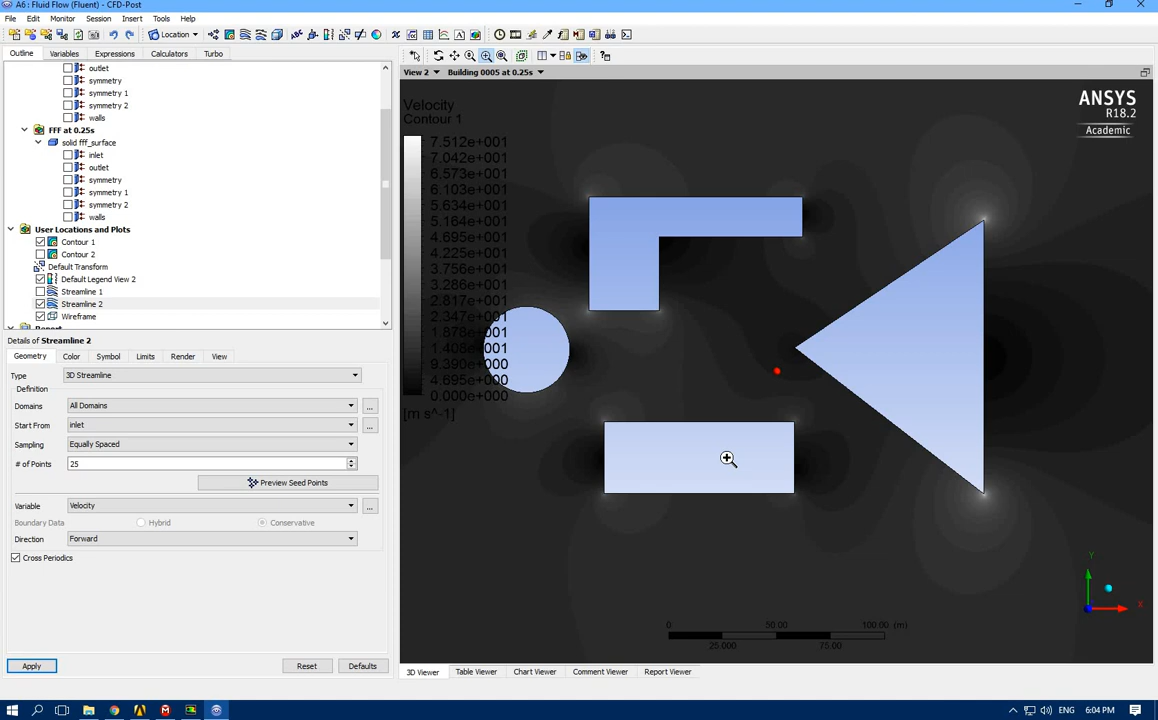 A6 : Fluid Flow (Fluent) - CFD-Post
File Edit Monitor Session Insert Tools Help
Location
Outline Variables Expressions Calculators Turbo
outlet
symmetry
symmetry 1
symmetry 2
walls
FFF at 0.25s
solid fff_surface
inlet
outlet
symmetry
symmetry 1
symmetry 2
walls
User Locations and Plots
Contour 1
Contour 2
Default Transform
Default Legend View 2
Streamline 1
Streamline 2
Wireframe
Report
Details of Streamline 2
Geometry Color Symbol Limits Render View
Type 3D Streamline
Definition
Domains All Domains ...
Start From inlet ...
Sampling Equally Spaced
# of Points 25
Preview Seed Points
Variable Velocity ...
Boundary Data Hybrid Conservative
Direction Forward
Cross Periodics
Apply Reset Defaults
View 2 Building 0005 at 0.25s
Velocity
Contour 1
7.512e+001
7.042e+001
6.573e+001
6.103e+001
5.634e+001
5.164e+001
4.695e+001
4.225e+001
3.756e+001
3.286e+001
2.817e+001
2.347e+001
1.878e+001
1.408e+001
9.390e+000
4.695e+000
0.000e+000
[m s^-1]
ANSYS
R18.2
Academic
Y
X
0 50.00 100.00 (m)
25.000 75.00
3D Viewer Table Viewer Chart Viewer Comment Viewer Report Viewer
ENG 6:04 PM